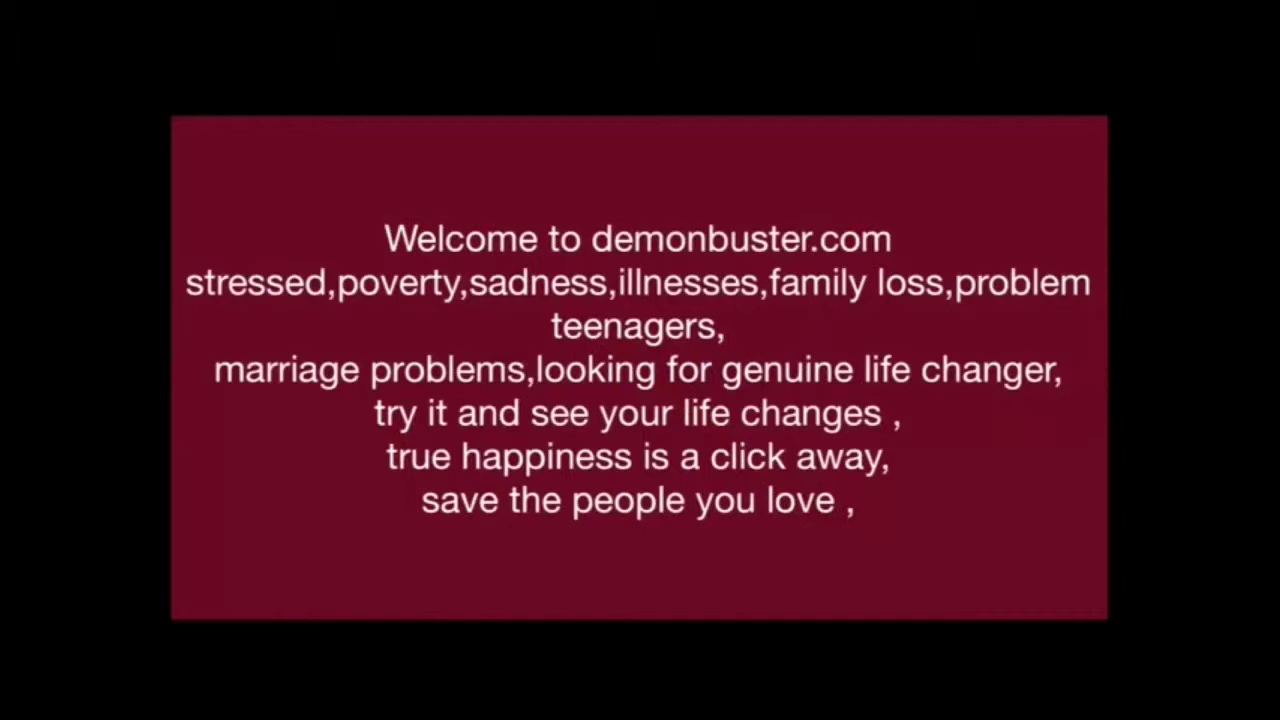 Welcome to demonbuster.com
stressed,poverty,sadness,illnesses,family loss,problem
teenagers,
marriage problems,looking for genuine life changer,
try it and see your life changes ,
true happiness is a click away,
save the people you love ,